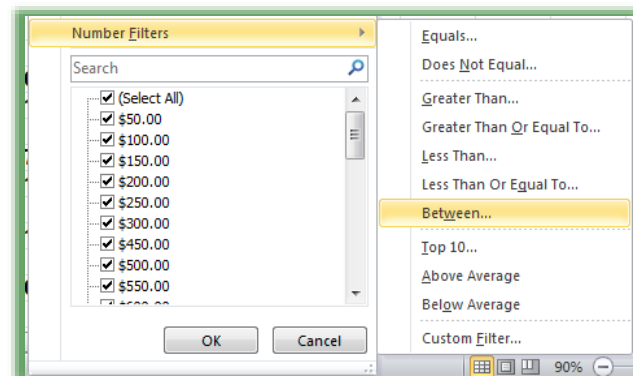 Number Filters
Search
(Select All)
$50.00
$100.00
$150.00
$200.00
$250.00
$300.00
$450.00
$500.00
$550.00
OK Cancel
Equals...
Does Not Equal...
Greater Than...
Greater Than Or Equal To...
Less Than...
Less Than Or Equal To...
Between...
Top 10...
Above Average
Below Average
Custom Filter...
90%